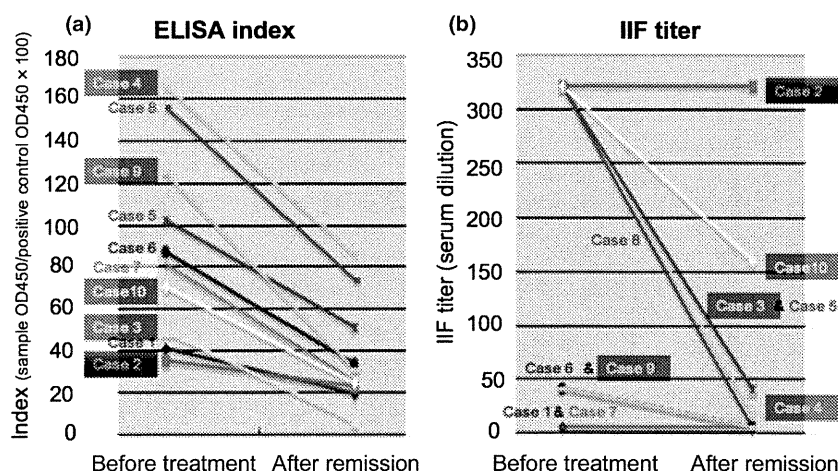 (a) ELISA index
Index (sample OD450/positive control OD450 × 100)
180
160
140
120
100
80
60
40
20
0
Case 4
Case 8
Case 9
Case 5
Case 6
Case 7
Case10
Case 3
Case 1
Case 2
Before treatment After remission
(b) IIF titer
IIF titer (serum dilution)
350
300
250
200
150
100
50
0
Case 2
Case 8
Case10
Case 3 & Case 5
Case 6 & Case 9
Case 4
Case 1 & Case 7
Before treatment After remission